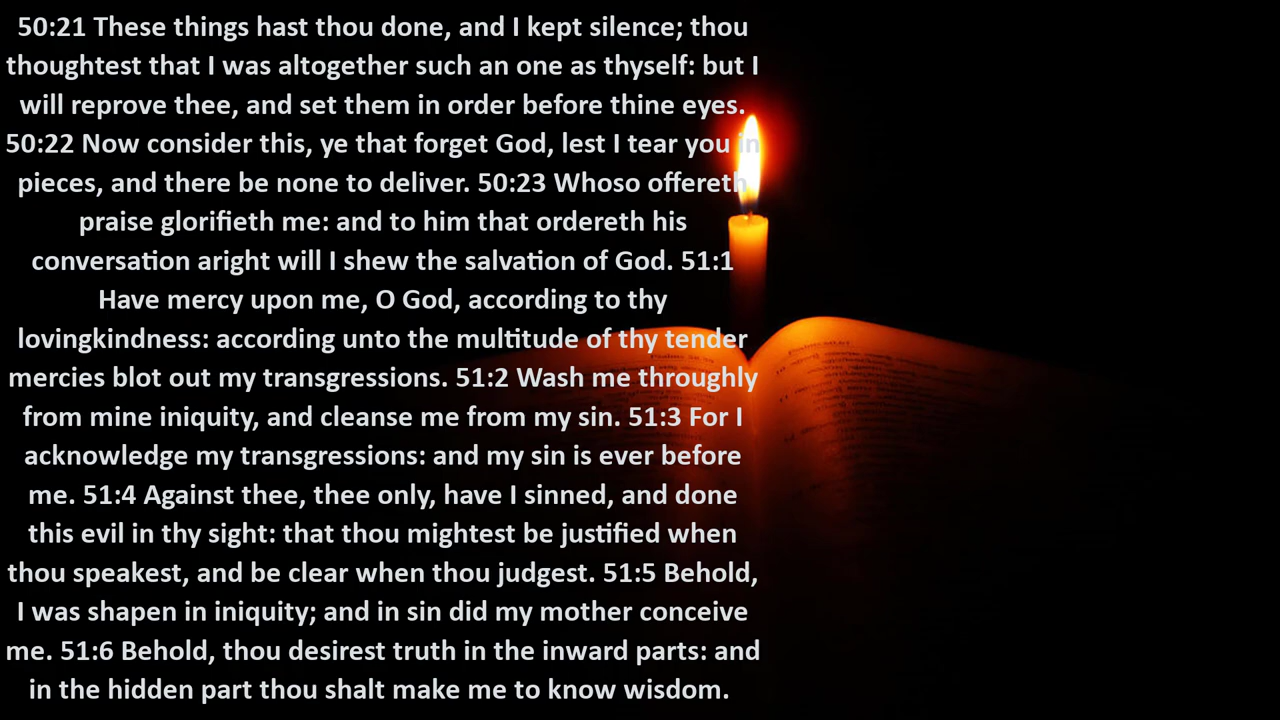 50:21 These things hast thou done, and I kept silence; thou
thoughtest that I was altogether such an one as thyself: but I
will reprove thee, and set them in order before thine eyes.
50:22 Now consider this, ye that forget God, lest I tear you in
pieces, and there be none to deliver. 50:23 Whoso offereth
praise glorifieth me: and to him that ordereth his
conversation aright will I shew the salvation of God. 51:1
Have mercy upon me, O God, according to thy
lovingkindness: according unto the multitude of thy tender
mercies blot out my transgressions. 51:2 Wash me throughly
from mine iniquity, and cleanse me from my sin. 51:3 For I
acknowledge my transgressions: and my sin is ever before
me. 51:4 Against thee, thee only, have I sinned, and done
this evil in thy sight: that thou mightest be justified when
thou speakest, and be clear when thou judgest. 51:5 Behold,
I was shapen in iniquity; and in sin did my mother conceive
me. 51:6 Behold, thou desirest truth in the inward parts: and
in the hidden part thou shalt make me to know wisdom.